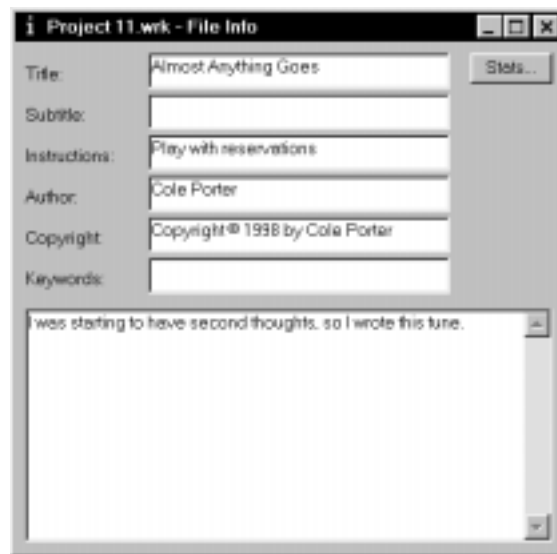 i Project 11.wrk - File Info
Title: Almost Anything Goes Stats...
Subtitle:
Instructions: Play with reservations
Author: Cole Porter
Copyright: Copyright© 1998 by Cole Porter
Keywords:
I was starting to have second thoughts, so I wrote this tune.